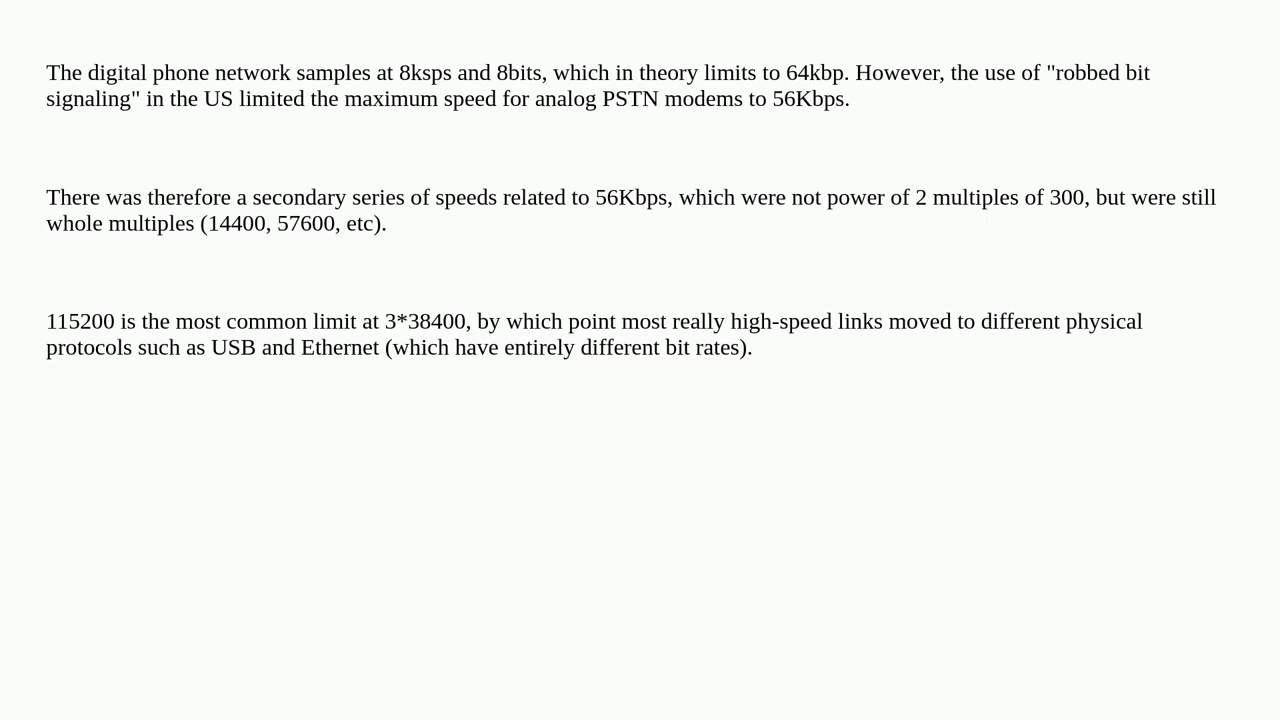 The digital phone network samples at 8ksps and 8bits, which in theory limits to 64kbp. However, the use of "robbed bit
signaling" in the US limited the maximum speed for analog PSTN modems to 56Kbps.
There was therefore a secondary series of speeds related to 56Kbps, which were not power of 2 multiples of 300, but were still
whole multiples (14400, 57600, etc).
115200 is the most common limit at 3*38400, by which point most really high-speed links moved to different physical
protocols such as USB and Ethernet (which have entirely different bit rates).